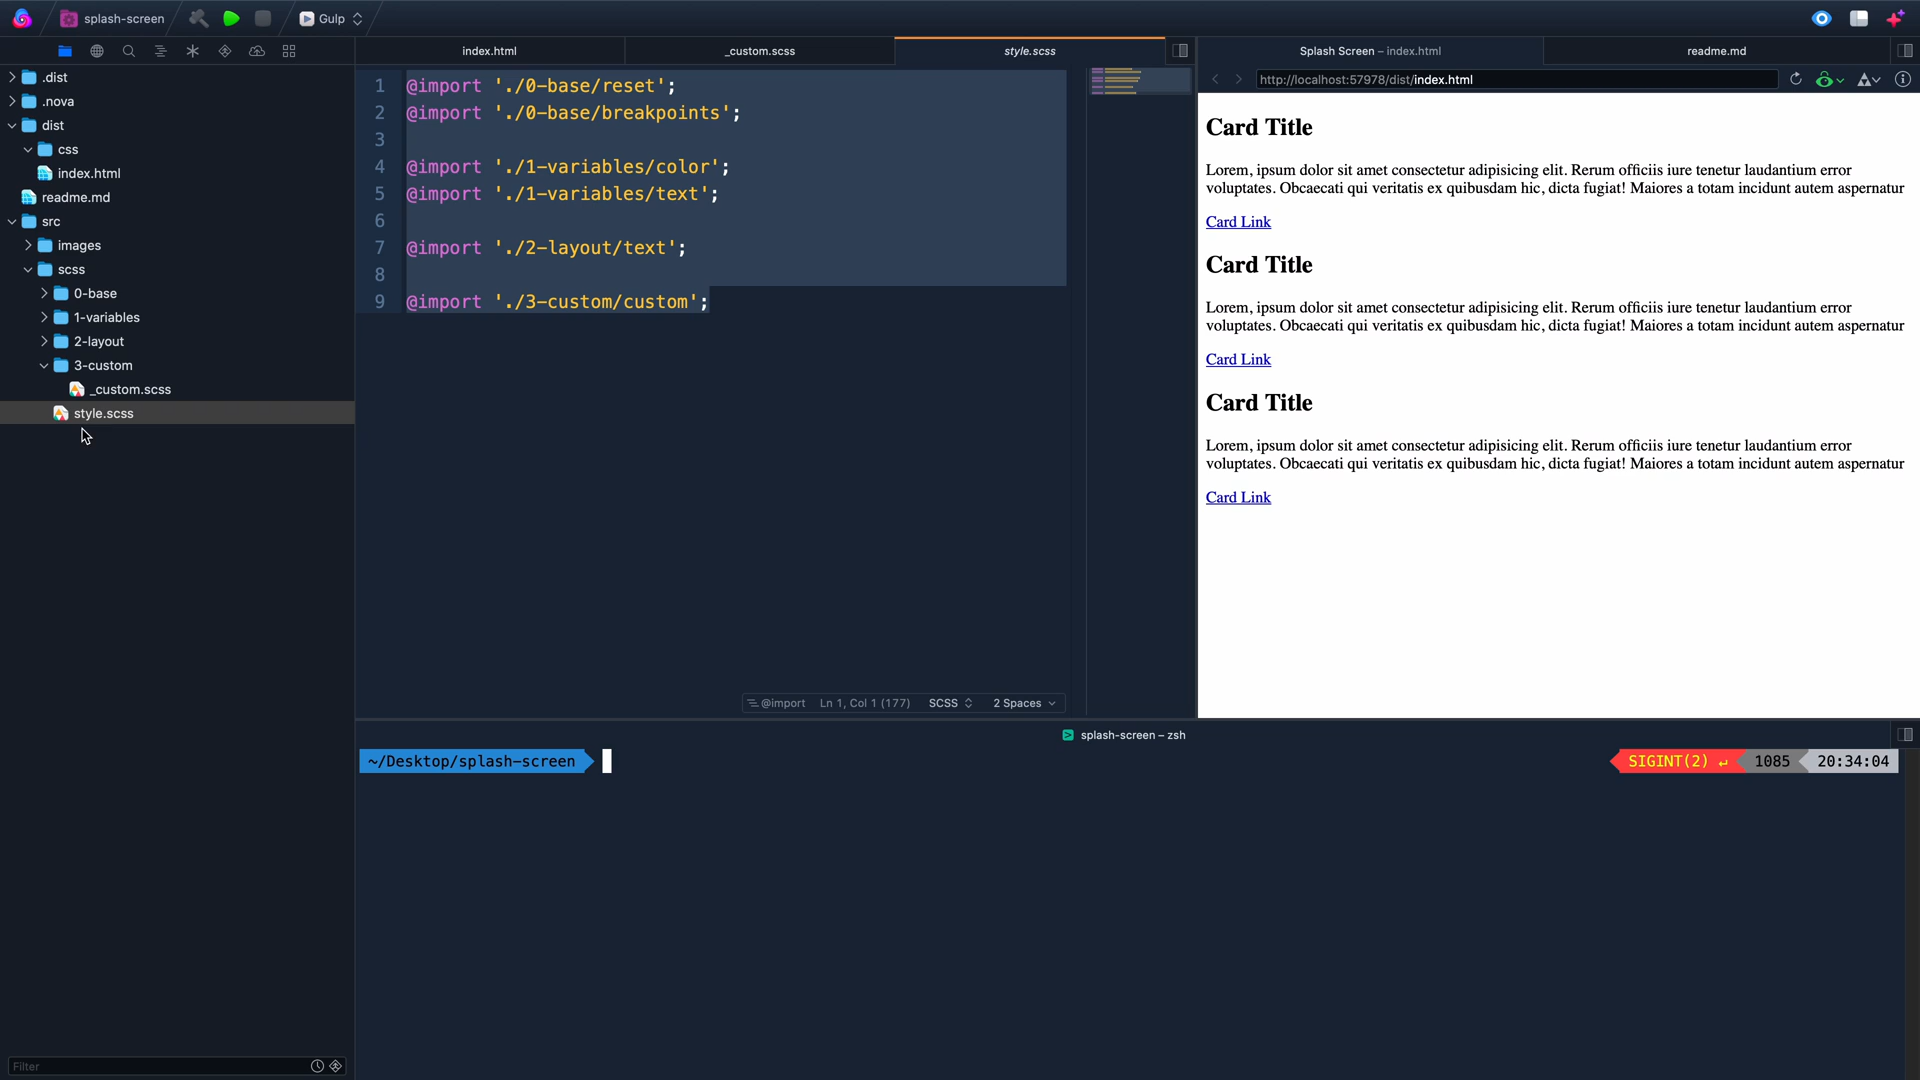 splash-screen
Gulp
.dist
.nova
dist
css
index.html
readme.md
src
images
scss
0-base
1-variables
2-layout
3-custom
_custom.scss
style.scss
Filter
index.html
_custom.scss
style.scss
1 @import './0-base/reset';
2 @import './0-base/breakpoints';
3
4 @import './1-variables/color';
5 @import './1-variables/text';
6
7 @import './2-layout/text';
8
9 @import './3-custom/custom';
@import Ln 1, Col 1 (177) SCSS 2 Spaces
Splash Screen – index.html
readme.md
http://localhost:57978/dist/index.html
Card Title
Lorem, ipsum dolor sit amet consectetur adipisicing elit. Rerum officiis iure tenetur laudantium error
voluptates. Obcaecati qui veritatis ex quibusdam hic, dicta fugiat! Maiores a totam incidunt autem aspernatur
Card Link
Card Title
Lorem, ipsum dolor sit amet consectetur adipisicing elit. Rerum officiis iure tenetur laudantium error
voluptates. Obcaecati qui veritatis ex quibusdam hic, dicta fugiat! Maiores a totam incidunt autem aspernatur
Card Link
Card Title
Lorem, ipsum dolor sit amet consectetur adipisicing elit. Rerum officiis iure tenetur laudantium error
voluptates. Obcaecati qui veritatis ex quibusdam hic, dicta fugiat! Maiores a totam incidunt autem aspernatur
Card Link
splash-screen – zsh
~/Desktop/splash-screen
SIGINT(2) ↵ 1085 20:34:04